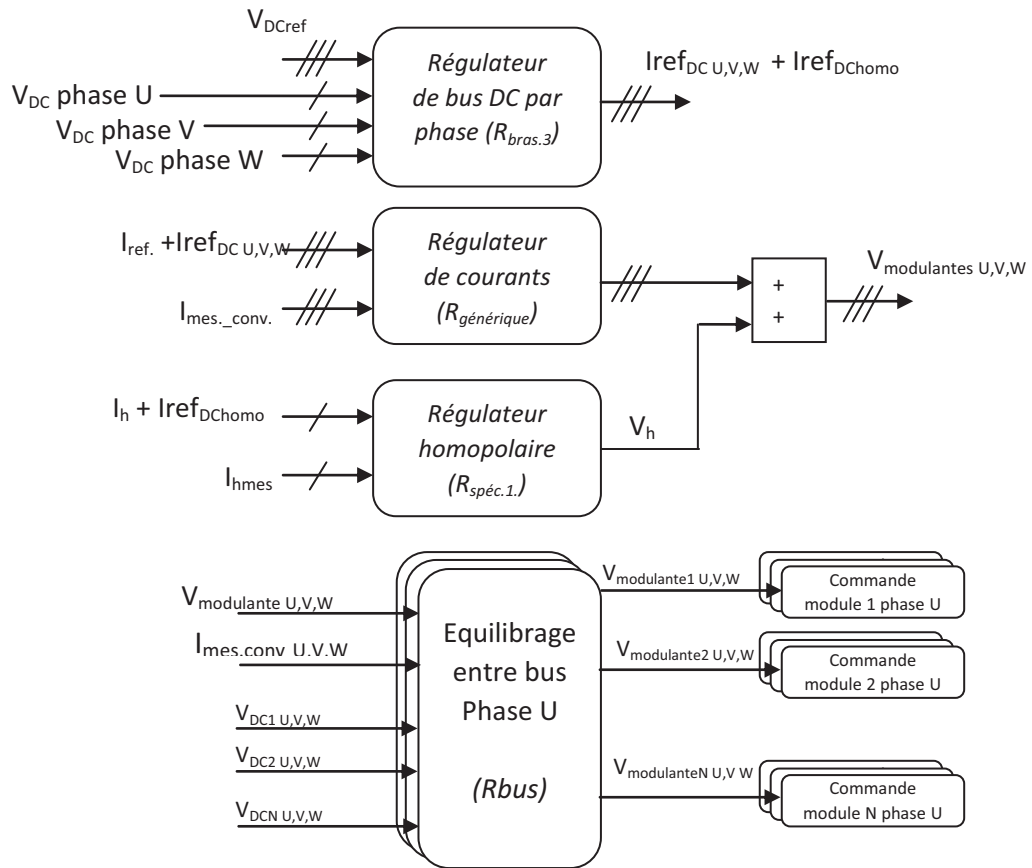 VDCref
VDC phase U
VDC phase V
VDC phase W
Régulateur
de bus DC par
phase (Rbras.3)
IrefDC U,V,W + IrefDChomo
Iref. +IrefDC U,V,W
Imes._conv.
Régulateur
de courants
(Rgénérique)
+
+
Vmodulantes U,V,W
Ih + IrefDChomo
Ihmes
Régulateur
homopolaire
(Rspéc.1.)
Vh
Vmodulante U,V,W
Imes.conv U,V,W
VDC1 U,V,W
VDC2 U,V,W
VDCN U,V,W
Equilibrage
entre bus
Phase U
(Rbus)
Vmodulante1 U,V,W
Commande
module 1 phase U
Vmodulante2 U,V,W
Commande
module 2 phase U
VmodulanteN U,V W
Commande
module N phase U